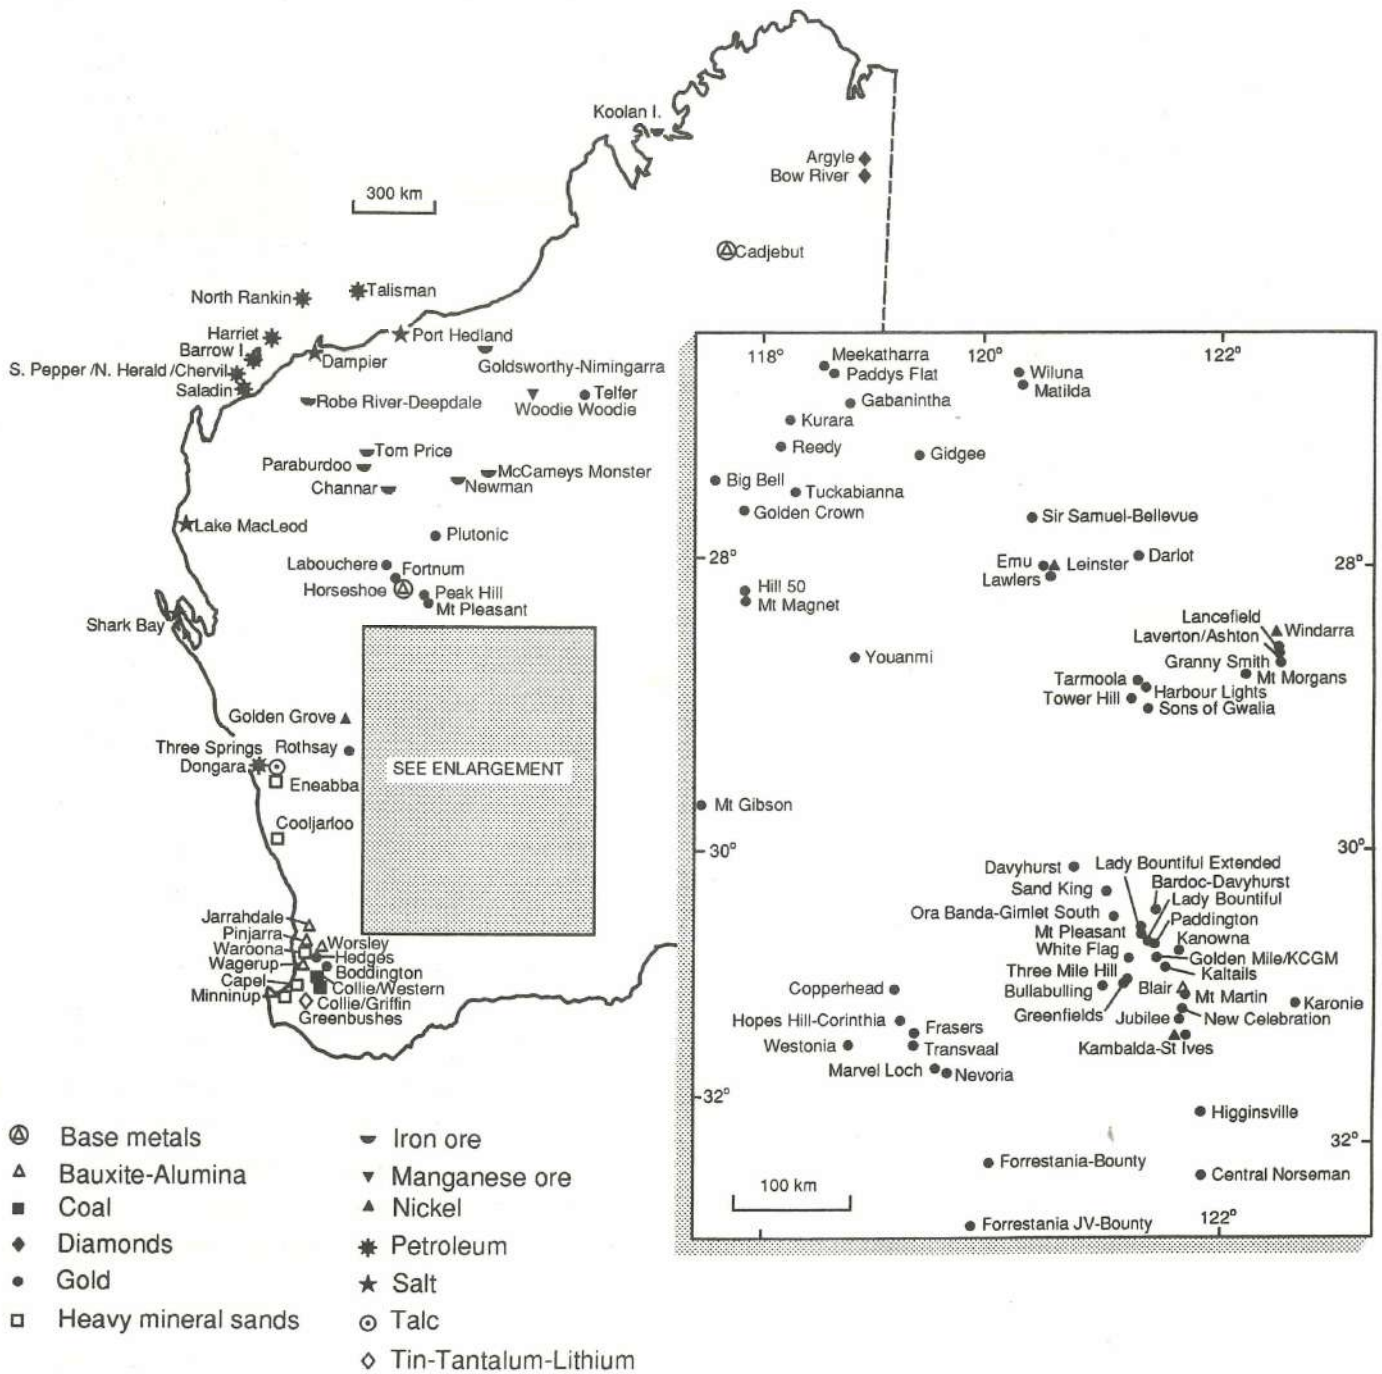 Koolan I.
Argyle
Bow River
300 km
Cadjebut
North Rankin
Talisman
Harriet
Port Hedland
Barrow I.
Dampier
Goldsworthy-Nimingarra
S. Pepper /N. Herald /Chervil
Saladin
Telfer
Robe River-Deepdale
Woodie Woodie
Tom Price
Paraburdoo
McCameys Monster
Channar
Newman
Lake MacLeod
Plutonic
Labouchere
Fortnum
Horseshoe
Peak Hill
Mt Pleasant
Shark Bay
Golden Grove
Three Springs
Rothsay
Dongara
SEE ENLARGEMENT
Eneabba
Cooljarloo
Jarrahdale
Pinjarra
Worsley
Waroona
Hedges
Wagerup
Boddington
Capel
Collie/Western
Minninup
Collie/Griffin
Greenbushes
118°
120°
122°
Meekatharra
Paddys Flat
Wiluna
Matilda
Gabanintha
Kurara
Reedy
Gidgee
Big Bell
Tuckabianna
Golden Crown
Sir Samuel-Bellevue
28°
Emu
Leinster
Darlot
28°
Lawlers
Hill 50
Mt Magnet
Lancefield
Windarra
Laverton/Ashton
Youanmi
Granny Smith
Mt Morgans
Tarmoola
Harbour Lights
Tower Hill
Sons of Gwalia
Mt Gibson
30°
30°
Davyhurst
Lady Bountiful Extended
Sand King
Bardoc-Davyhurst
Lady Bountiful
Ora Banda-Gimlet South
Paddington
Mt Pleasant
Kanowna
White Flag
Golden Mile/KCGM
Three Mile Hill
Kaltails
Bullabulling
Blair
Mt Martin
Copperhead
Karonie
Greenfields
Jubilee
New Celebration
Hopes Hill-Corinthia
Frasers
Westonia
Transvaal
Kambalda-St Ives
Marvel Loch
Nevoria
32°
Higginsville
32°
Forrestania-Bounty
Central Norseman
100 km
Forrestania JV-Bounty
122°
Base metals
Bauxite-Alumina
Coal
Diamonds
Gold
Heavy mineral sands
Iron ore
Manganese ore
Nickel
Petroleum
Salt
Talc
Tin-Tantalum-Lithium